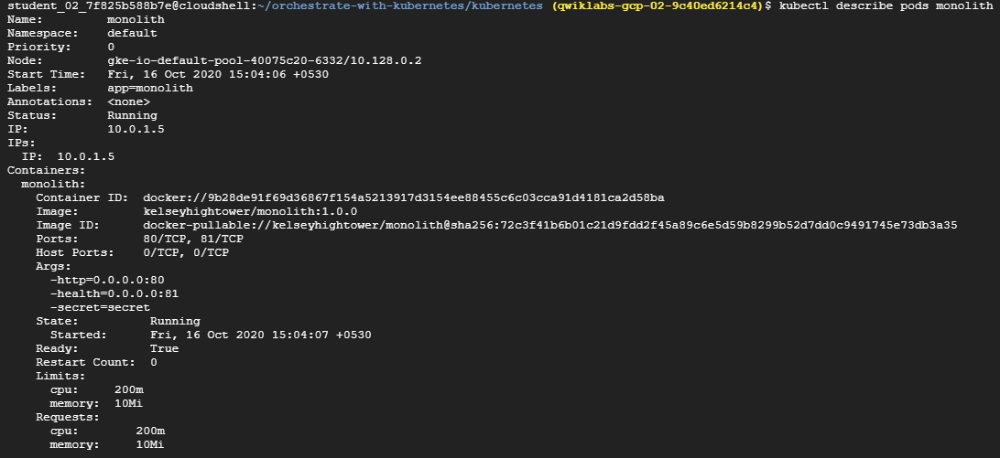 student_02_7f825b588b7e@cloudshell:~/orchestrate-with-kubernetes/kubernetes (qwiklabs-gcp-02-9c40ed6214c4)$ kubectl describe pods monolith
Name:         monolith
Namespace:    default
Priority:     0
Node:         gke-io-default-pool-40075c20-6332/10.128.0.2
Start Time:   Fri, 16 Oct 2020 15:04:06 +0530
Labels:       app=monolith
Annotations:  <none>
Status:       Running
IP:           10.0.1.5
IPs:
  IP:  10.0.1.5
Containers:
  monolith:
    Container ID:  docker://9b28de91f69d36867f154a5213917d3154ee88455c6c03cca91d4181ca2d58ba
    Image:         kelseyhightower/monolith:1.0.0
    Image ID:      docker-pullable://kelseyhightower/monolith@sha256:72c3f41b6b01c21d9fdd2f45a89c6e5d59b8299b52d7dd0c9491745e73db3a35
    Ports:         80/TCP, 81/TCP
    Host Ports:    0/TCP, 0/TCP
    Args:
      -http=0.0.0.0:80
      -health=0.0.0.0:81
      -secret=secret
    State:          Running
      Started:      Fri, 16 Oct 2020 15:04:07 +0530
    Ready:          True
    Restart Count:  0
    Limits:
      cpu:     200m
      memory:  10Mi
    Requests:
      cpu:        200m
      memory:     10Mi